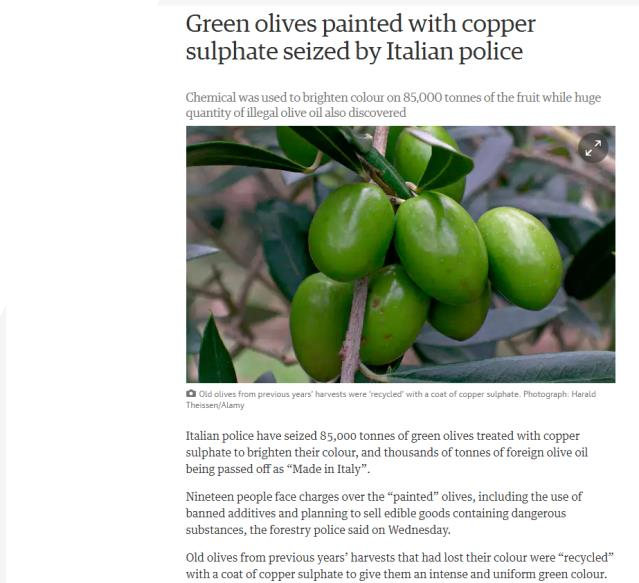 Green olives painted with copper
sulphate seized by Italian police
Chemical was used to brighten colour on 85,000 tonnes of the fruit while huge
quantity of illegal olive oil also discovered
Old olives from previous years' harvests were 'recycled' with a coat of copper sulphate. Photograph: Harald
Theissen/Alamy
Italian police have seized 85,000 tonnes of green olives treated with copper
sulphate to brighten their colour, and thousands of tonnes of foreign olive oil
being passed off as “Made in Italy”.
Nineteen people face charges over the “painted” olives, including the use of
banned additives and planning to sell edible goods containing dangerous
substances, the forestry police said on Wednesday.
Old olives from previous years’ harvests that had lost their colour were “recycled”
with a coat of copper sulphate to give them an intense and uniform green colour.